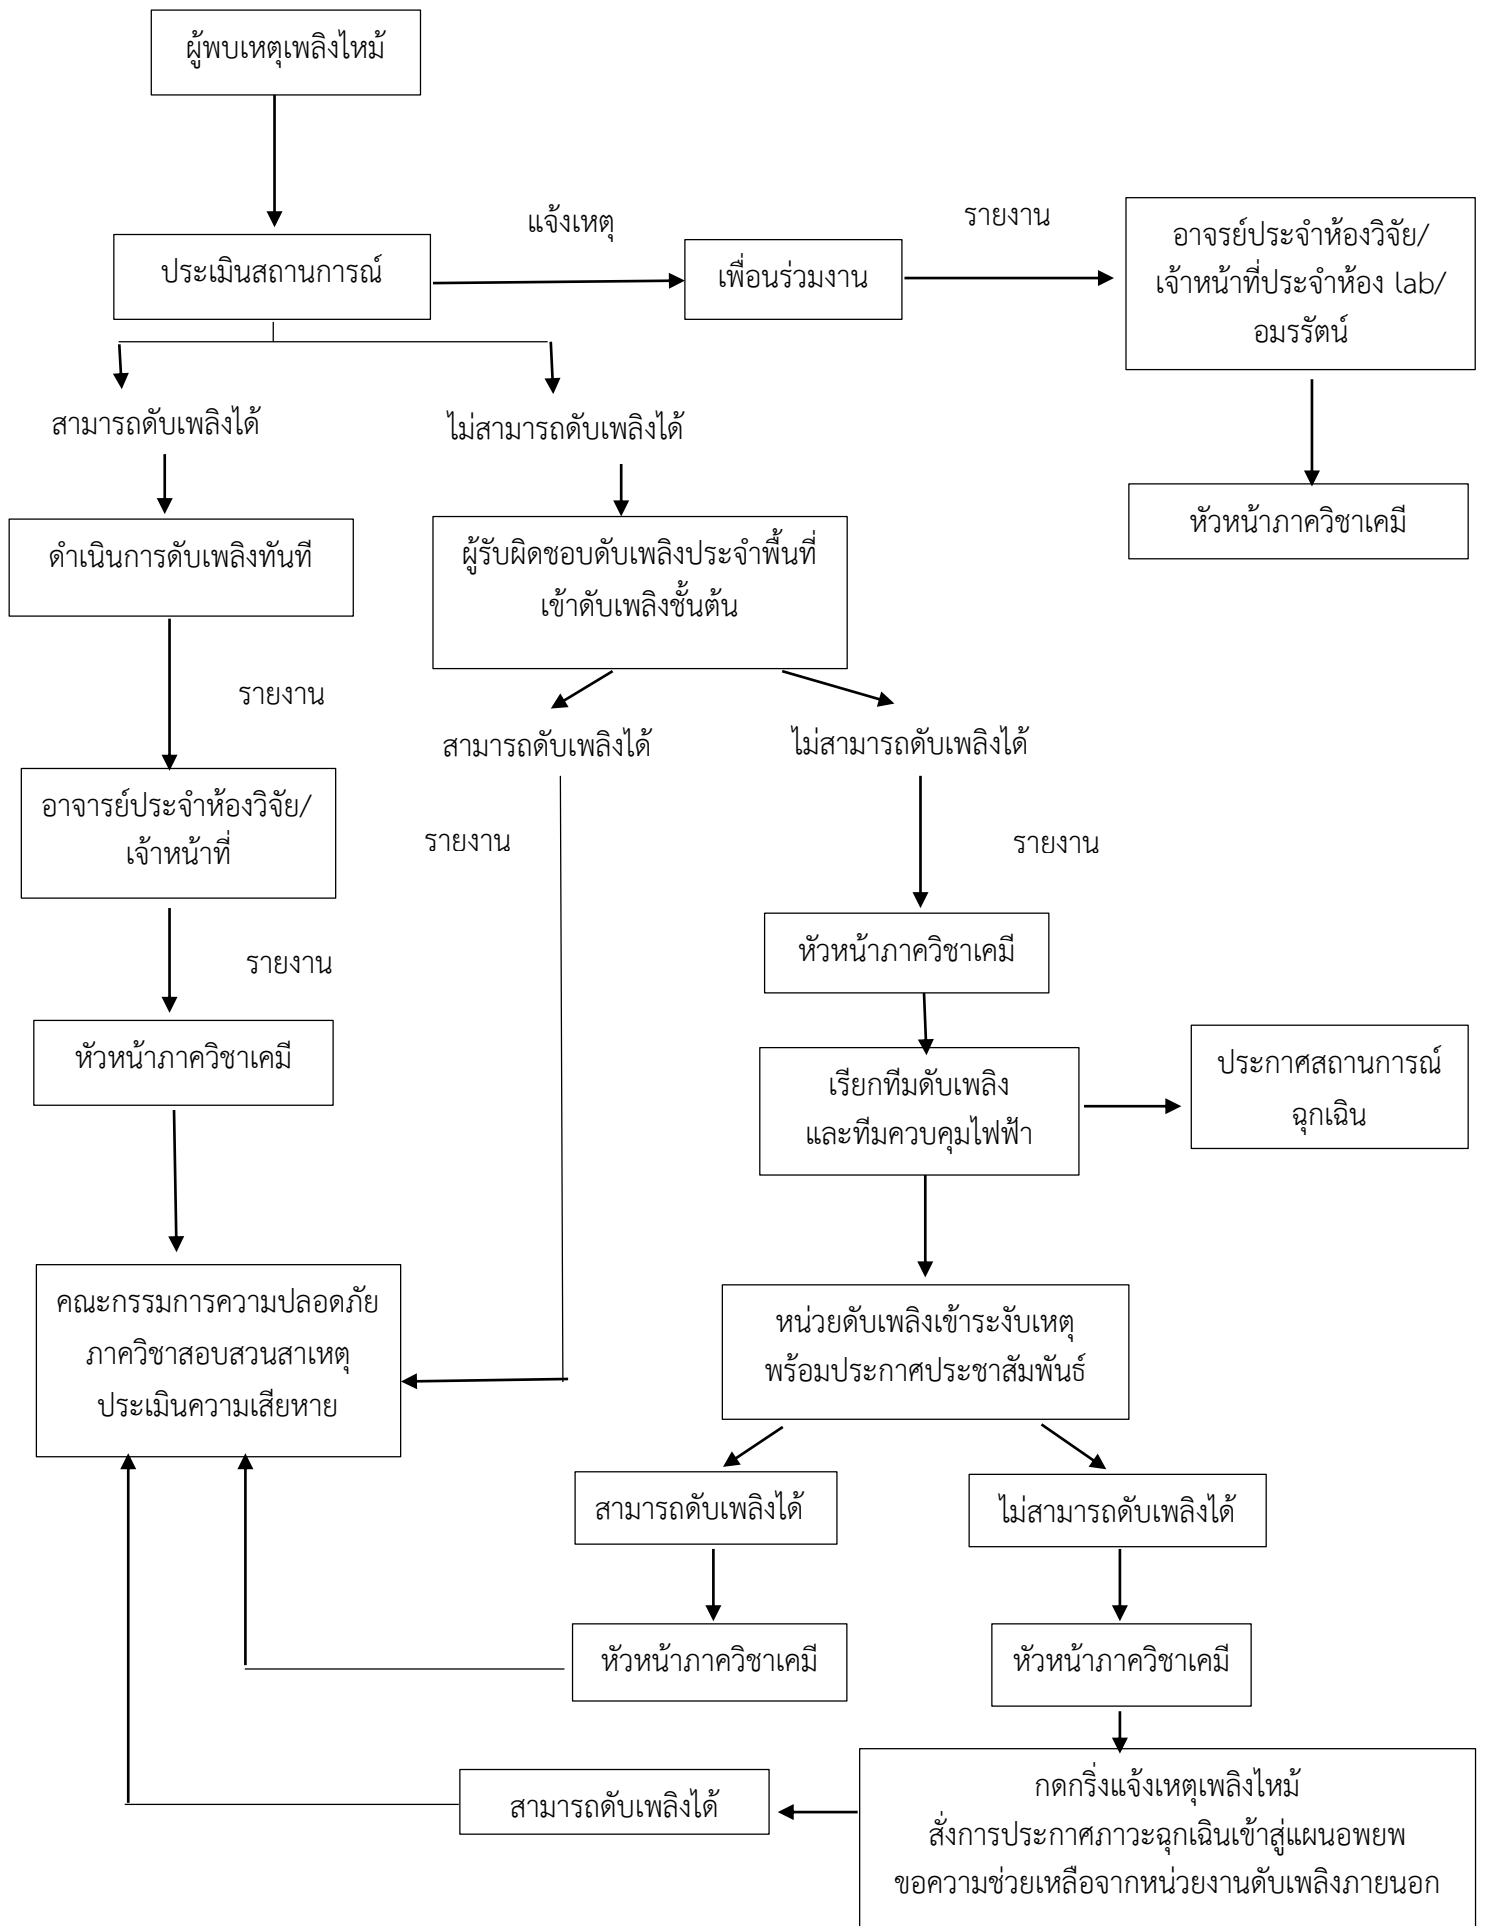 ผู้พบเหตุเพลิงไหม้
แจ้งเหตุ
รายงาน
ประเมินสถานการณ์
เพื่อนร่วมงาน
อาจรย์ประจำห้องวิจัย/
เจ้าหน้าที่ประจำห้อง lab/
อมรรัตน์
สามารถดับเพลิงได้
ไม่สามารถดับเพลิงได้
หัวหน้าภาควิชาเคมี
ดำเนินการดับเพลิงทันที
ผู้รับผิดชอบดับเพลิงประจำพื้นที่
เข้าดับเพลิงชั้นต้น
รายงาน
สามารถดับเพลิงได้
ไม่สามารถดับเพลิงได้
อาจารย์ประจำห้องวิจัย/
เจ้าหน้าที่
รายงาน
รายงาน
รายงาน
หัวหน้าภาควิชาเคมี
หัวหน้าภาควิชาเคมี
เรียกทีมดับเพลิง
และทีมควบคุมไฟฟ้า
ประกาศสถานการณ์
ฉุกเฉิน
คณะกรรมการความปลอดภัย
ภาควิชาสอบสวนสาเหตุ
ประเมินความเสียหาย
หน่วยดับเพลิงเข้าระงับเหตุ
พร้อมประกาศประชาสัมพันธ์
สามารถดับเพลิงได้
ไม่สามารถดับเพลิงได้
หัวหน้าภาควิชาเคมี
หัวหน้าภาควิชาเคมี
สามารถดับเพลิงได้
กดกริ่งแจ้งเหตุเพลิงไหม้
สั่งการประกาศภาวะฉุกเฉินเข้าสู่แผนอพยพ
ขอความช่วยเหลือจากหน่วยงานดับเพลิงภายนอก